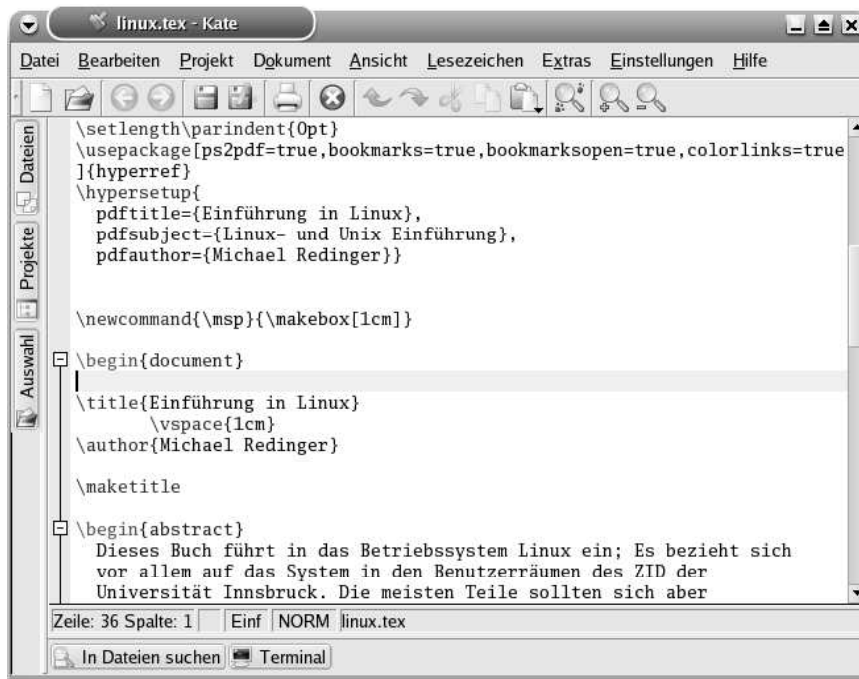 linux.tex - Kate
Datei Bearbeiten Projekt Dokument Ansicht Lesezeichen Extras Einstellungen Hilfe
Dateien
Projekte
Auswahl
\setlength\parindent{0pt}
\usepackage[ps2pdf=true,bookmarks=true,bookmarksopen=true,colorlinks=true
]{hyperref}
\hypersetup{
pdftitle={Einführung in Linux},
pdfsubject={Linux- und Unix Einführung},
pdfauthor={Michael Redinger}}
\newcommand{\msp}{\makebox[1cm]}
\begin{document}
\title{Einführung in Linux}
\vspace{1cm}
\author{Michael Redinger}
\maketitle
\begin{abstract}
Dieses Buch führt in das Betriebssystem Linux ein; Es bezieht sich
vor allem auf das System in den Benutzerräumen des ZID der
Universität Innsbruck. Die meisten Teile sollten sich aber
Zeile: 36 Spalte: 1 Einf NORM linux.tex
In Dateien suchen Terminal